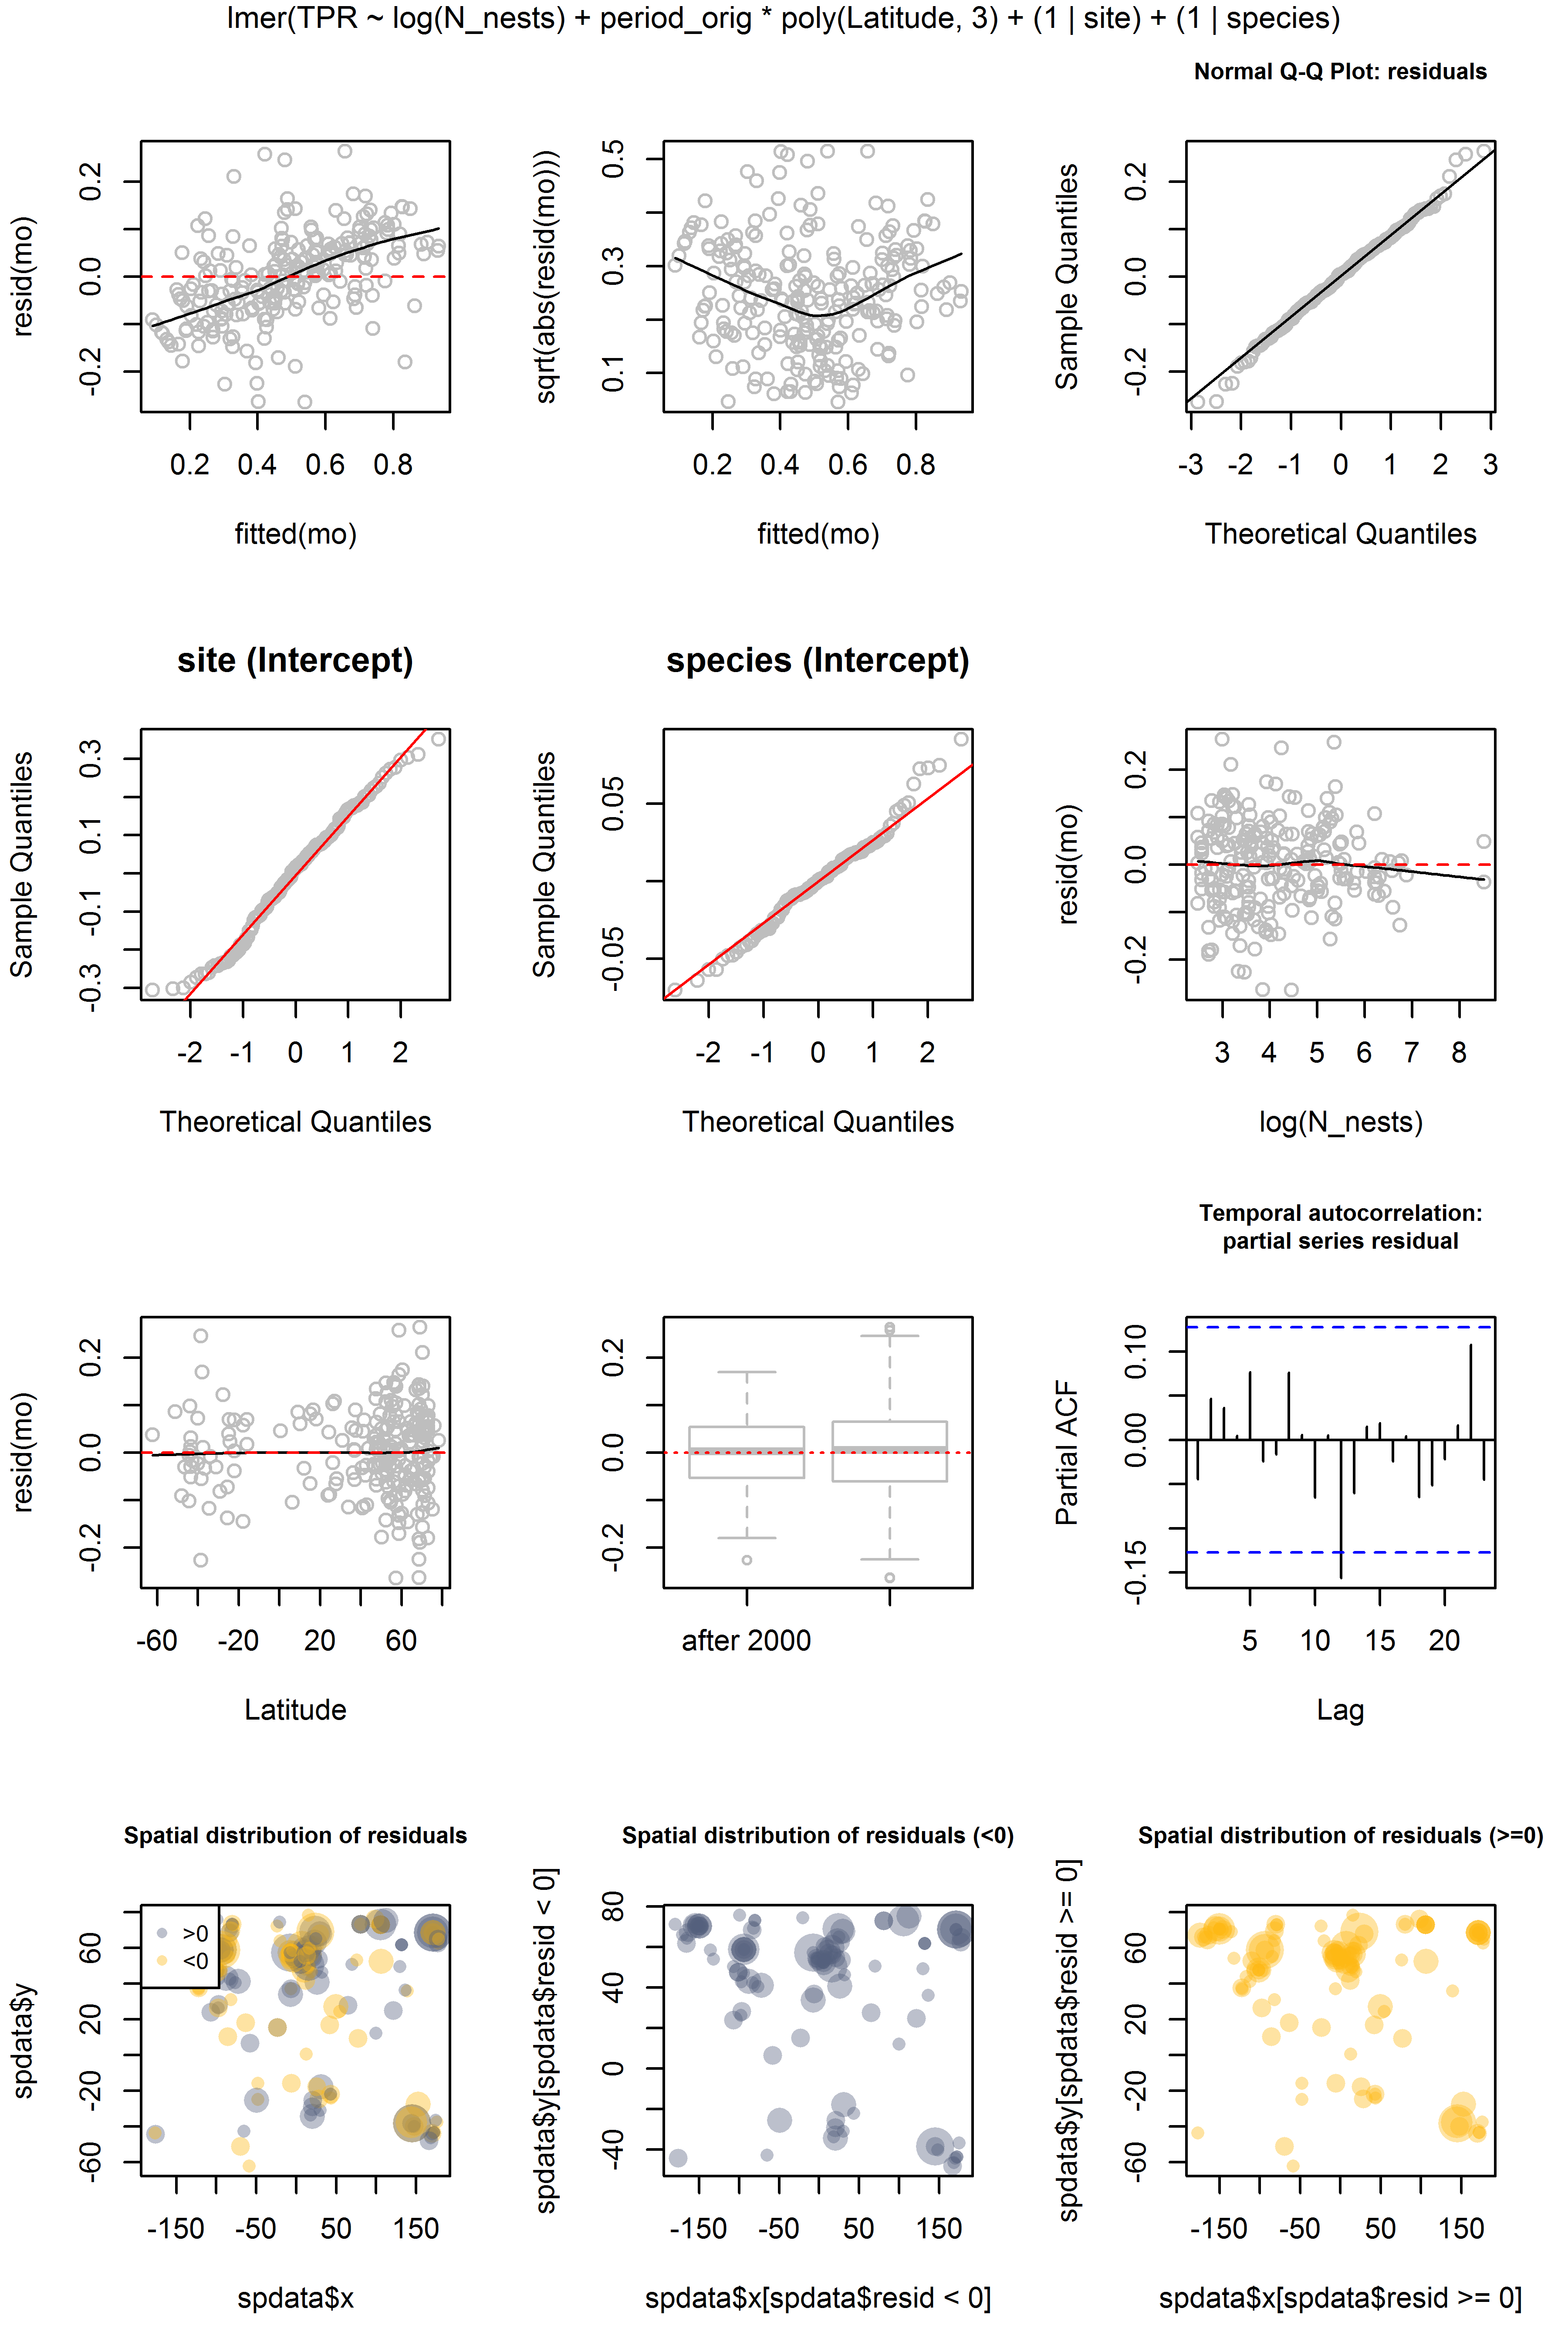 lmer(TPR ~ log(N_nests) + period_orig * poly(Latitude, 3) + (1 | site) + (1 | species)
Normal Q-Q Plot: residuals
resid(mo)
-0.2 0.0 0.2
0.2 0.4 0.6 0.8
fitted(mo)
sqrt(abs(resid(mo)))
0.1 0.3 0.5
0.2 0.4 0.6 0.8
fitted(mo)
Sample Quantiles
-0.2 0.0 0.2
-3 -2 -1 0 1 2 3
Theoretical Quantiles
site (Intercept)
Sample Quantiles
-0.3 -0.1 0.1 0.3
-2 -1 0 1 2
Theoretical Quantiles
species (Intercept)
Sample Quantiles
-0.05 0.05
-2 -1 0 1 2
Theoretical Quantiles
resid(mo)
-0.2 0.0 0.2
3 4 5 6 7 8
log(N_nests)
resid(mo)
-0.2 0.0 0.2
-60 -20 20 60
Latitude
-0.2 0.0 0.2
after 2000
Temporal autocorrelation:
partial series residual
Partial ACF
-0.15 0.00 0.10
5 10 15 20
Lag
Spatial distribution of residuals
spdata$y
-60 -20 20 60
>0
<0
-150 -50 50 150
spdata$x
Spatial distribution of residuals (<0)
spdata$y[spdata$resid < 0]
-40 0 40 80
-150 -50 50 150
spdata$x[spdata$resid < 0]
Spatial distribution of residuals (>=0)
spdata$y[spdata$resid >= 0]
-60 -20 20 60
-150 -50 50 150
spdata$x[spdata$resid >= 0]